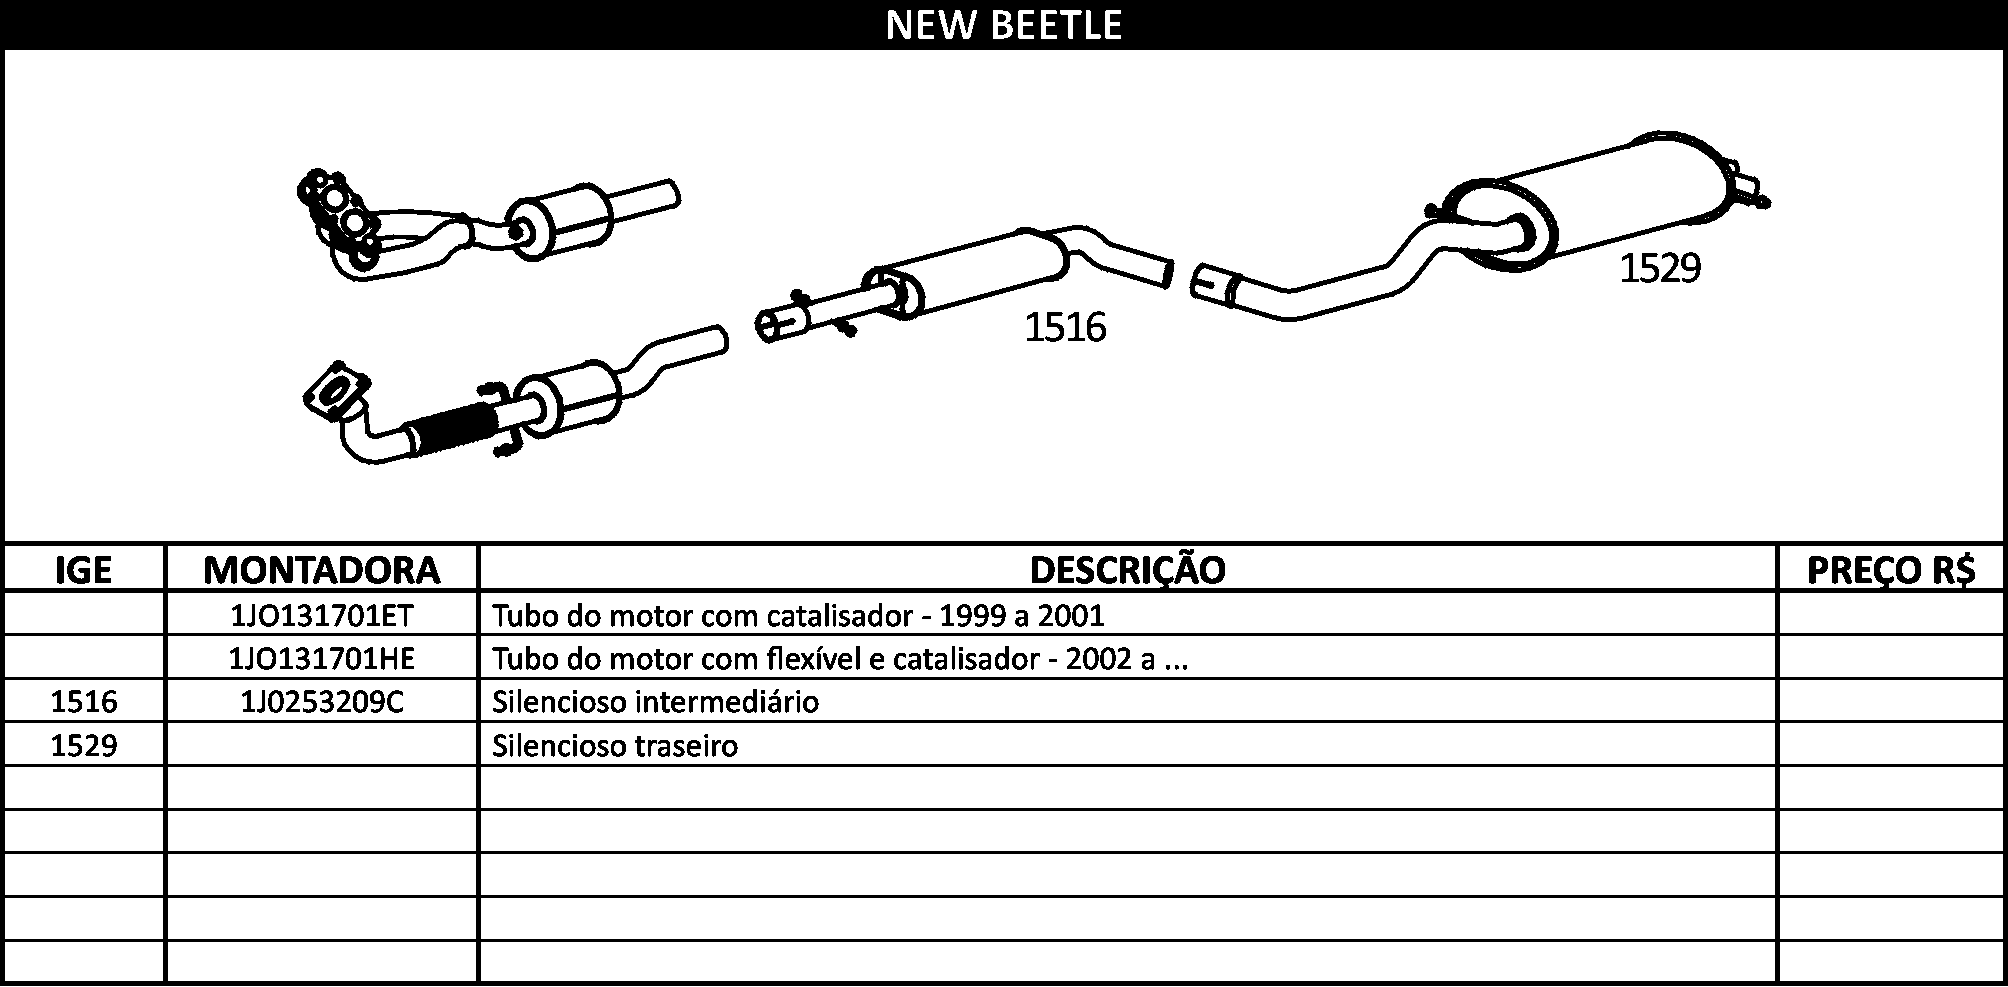 NEW BEETLE
1529
1516
IGE MONTADORA DESCRIÇÃO PREÇO R$
1JO131701ET Tubo do motor com catalisador - 1999 a 2001
1JO131701HE Tubo do motor com flexível e catalisador - 2002 a ...
1516 1J0253209C Silencioso intermediário
1529 Silencioso traseiro